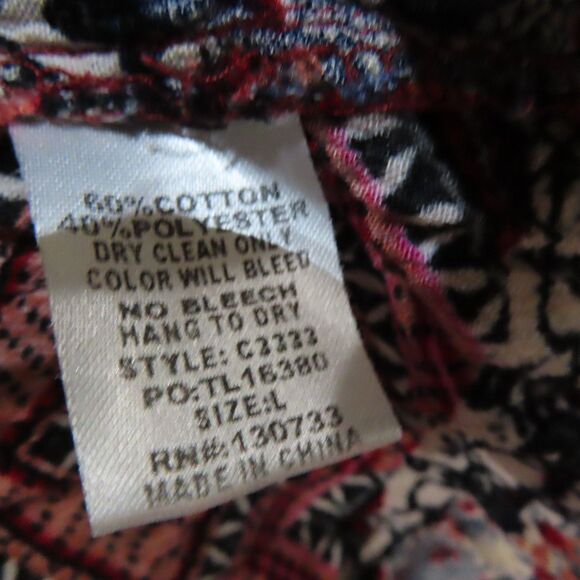 60%COTTON
40%POLYESTER
DRY CLEAN ONLY
COLOR WILL BLEED
NO BLEECH
HANG TO DRY
STYLE: C3333
PO:TL16380
SIZE:L
RN#:130733
MADE IN CHINA